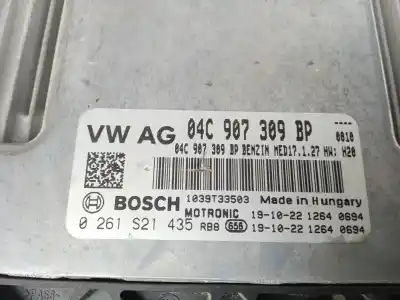 VW AG 04C 907 309 BP ----
04C 907 309 BP BENZIN MED17.1.27 HW: H20 0010
BOSCH 1039T33503 Made in Hungary
MOTRONIC 19-10-22 1264 0694
0 261 S21 435 RB8 656 19-10-22 1264 0694